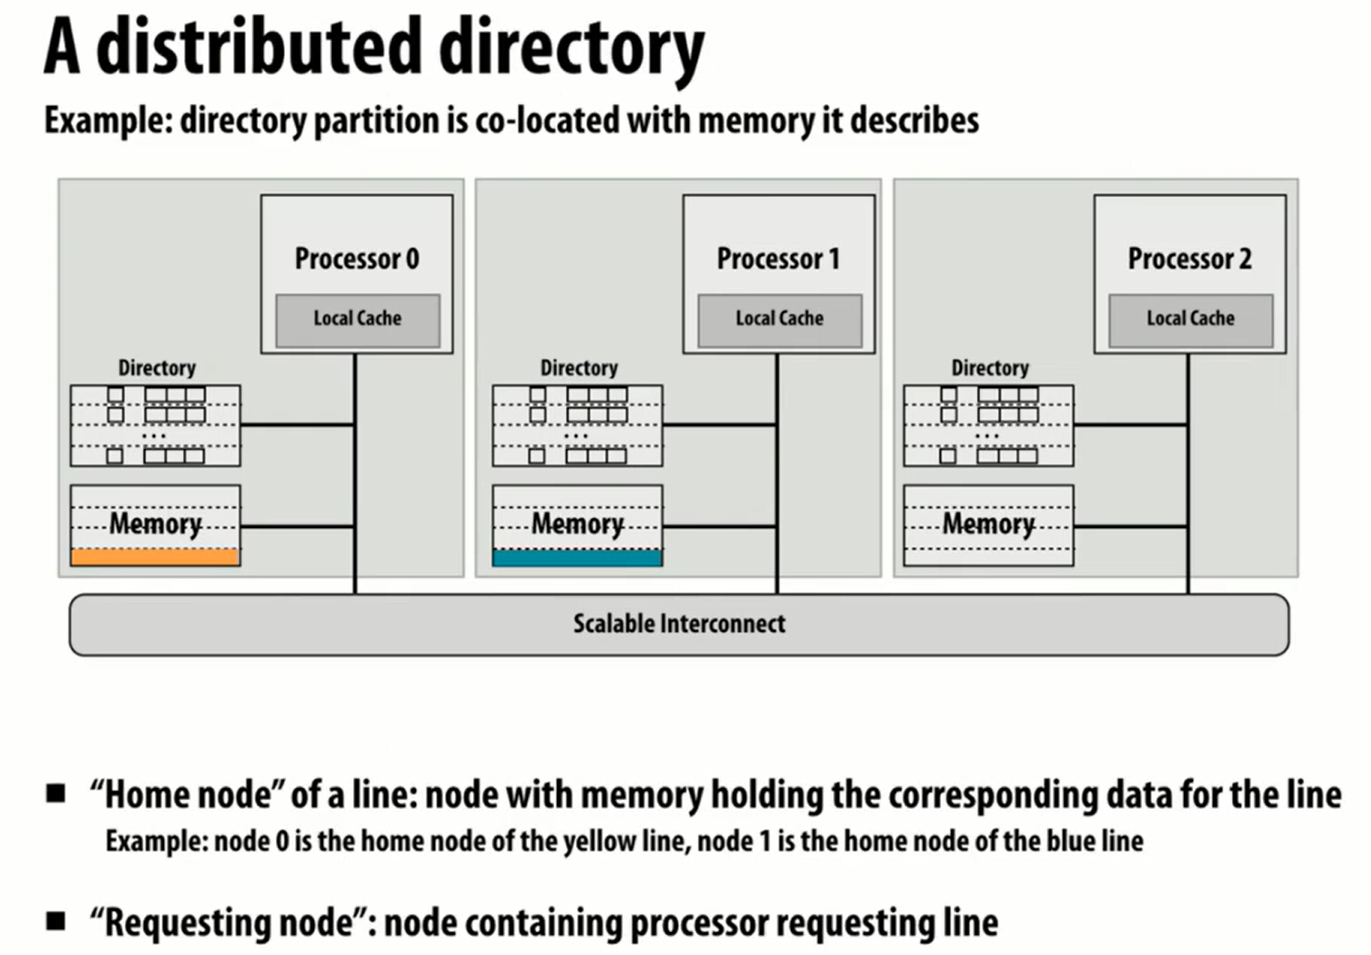 A distributed directory
Example: directory partition is co-located with memory it describes
Processor 0
Local Cache
Directory
...
Memory
Processor 1
Local Cache
Directory
...
Memory
Processor 2
Local Cache
Directory
...
Memory
Scalable Interconnect
■ “Home node” of a line: node with memory holding the corresponding data for the line
Example: node 0 is the home node of the yellow line, node 1 is the home node of the blue line
■ “Requesting node”: node containing processor requesting line